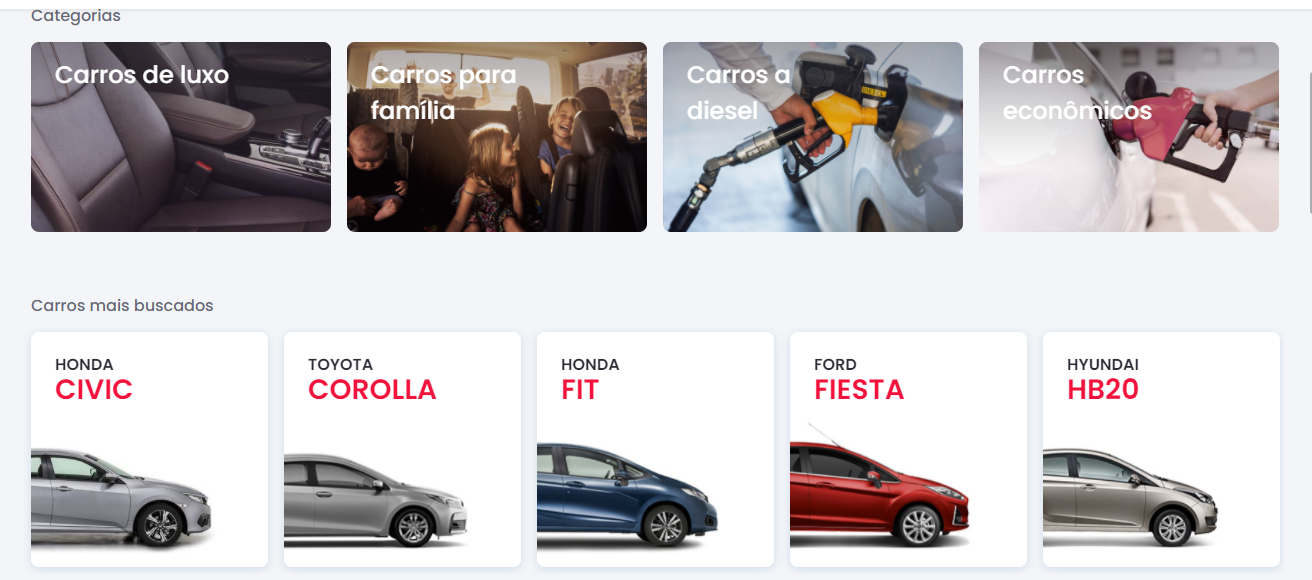 Categorias
Carros de luxo
Carros para
família
Carros a
diesel
Carros
econômicos
Carros mais buscados
HONDA
CIVIC
TOYOTA
COROLLA
HONDA
FIT
FORD
FIESTA
HYUNDAI
HB20